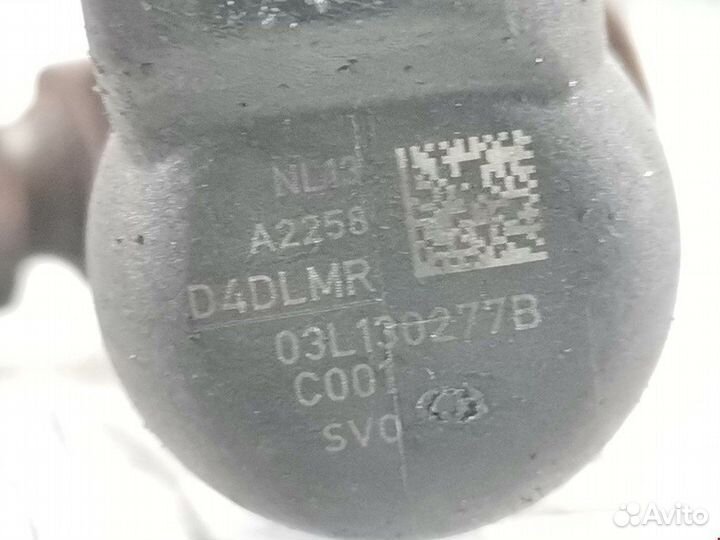 NL13
A2258
D4DLMR
03L130277B
C001
SVO
Avito